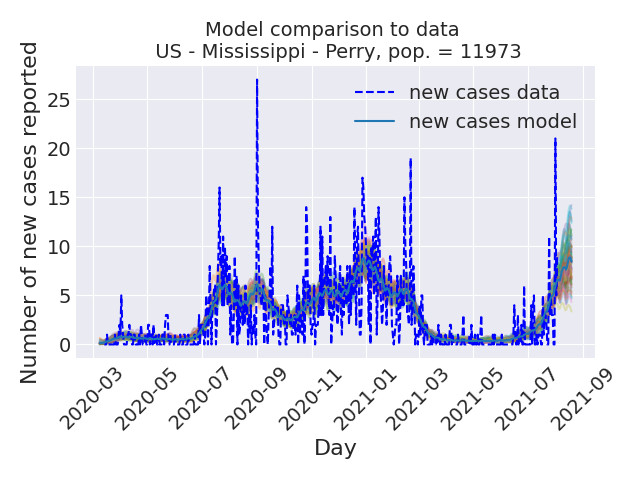 Model comparison to data
US - Mississippi - Perry, pop. = 11973
Number of new cases reported
25
20
15
10
5
0
new cases data
new cases model
2020-03
2020-05
2020-07
2020-09
2020-11
2021-01
2021-03
2021-05
2021-07
2021-09
Day